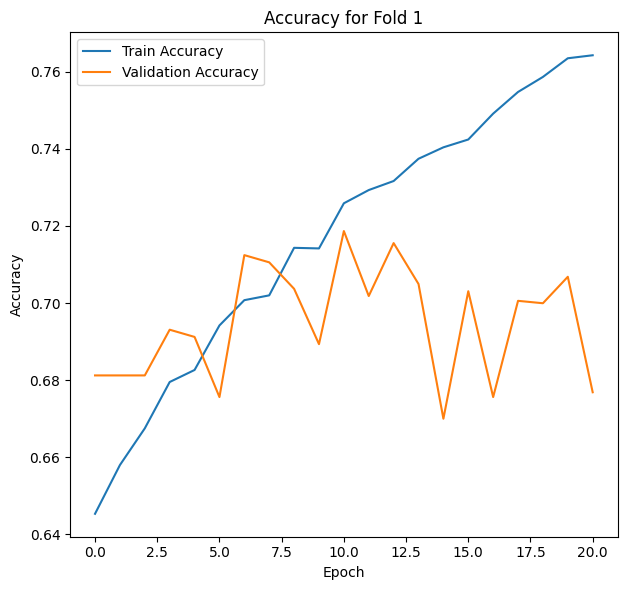 Accuracy for Fold 1
Train Accuracy
Validation Accuracy
0.76
0.74
0.72
0.70
0.68
0.66
0.64
Accuracy
0.0 2.5 5.0 7.5 10.0 12.5 15.0 17.5 20.0
Epoch